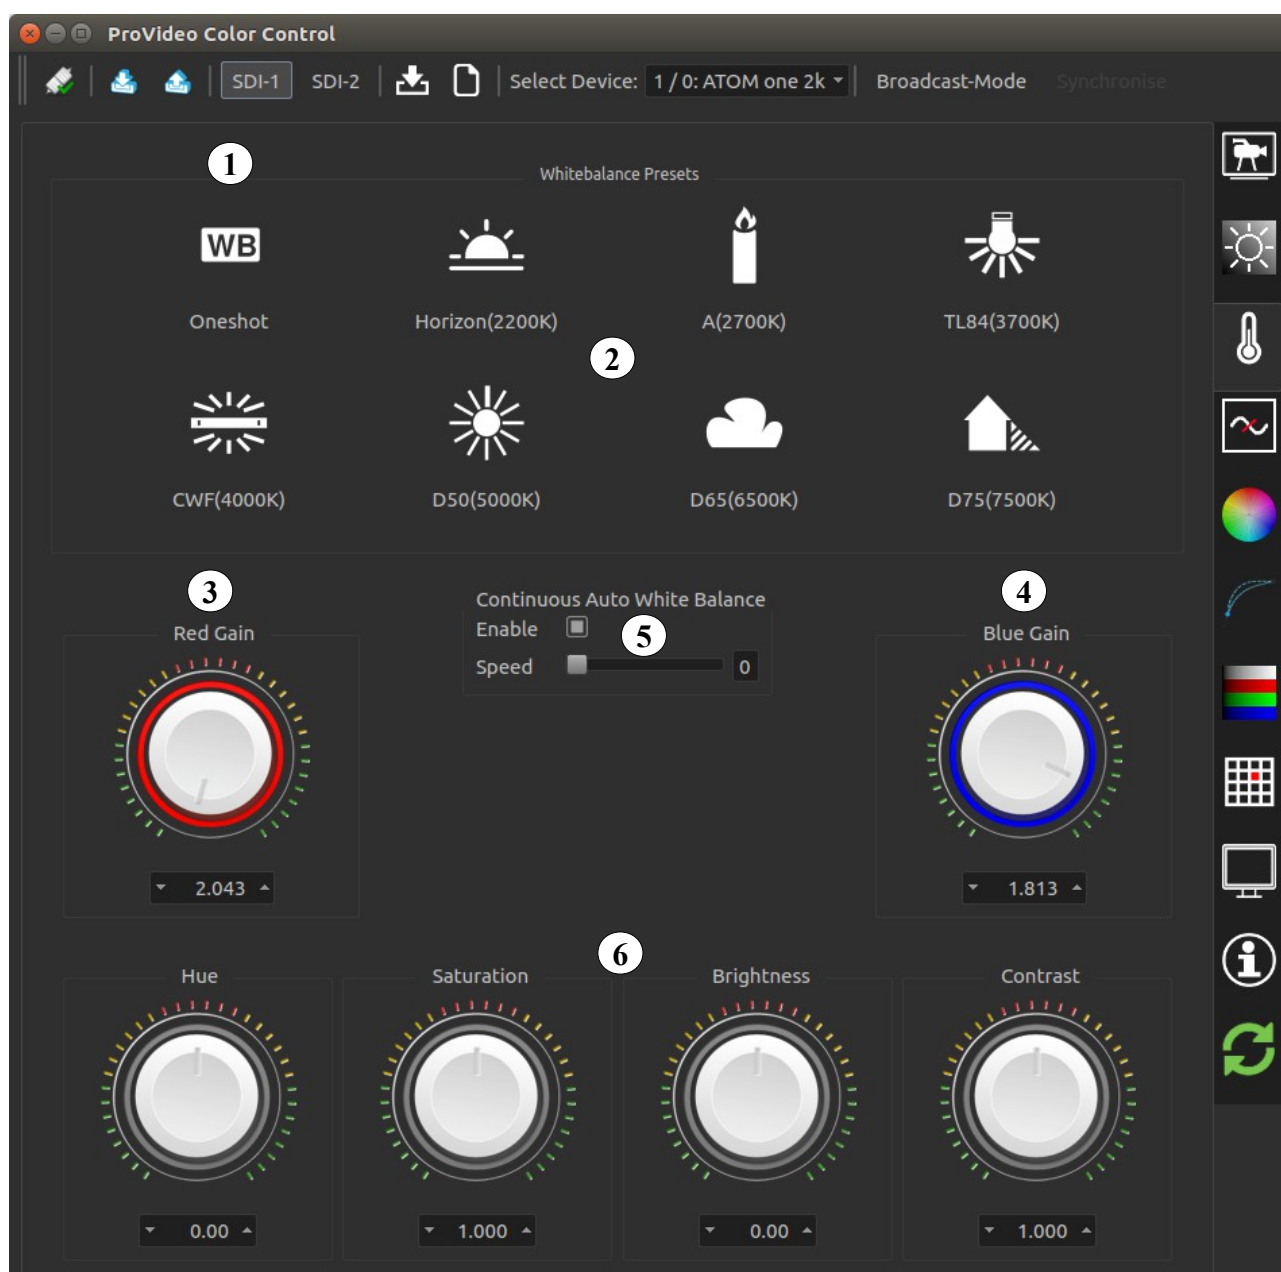 ProVideo Color Control
SDI-1 SDI-2 Select Device: 1 / 0: ATOM one 2k Broadcast-Mode Synchronise
1
Whitebalance Presets
WB
Oneshot Horizon(2200K) A(2700K) TL84(3700K)
2
CWF(4000K) D50(5000K) D65(6500K) D75(7500K)
3 Continuous Auto White Balance 4
Red Gain Enable 5 Blue Gain
Speed 0
2.043 1.813
6
Hue Saturation Brightness Contrast
0.00 1.000 0.00 1.000